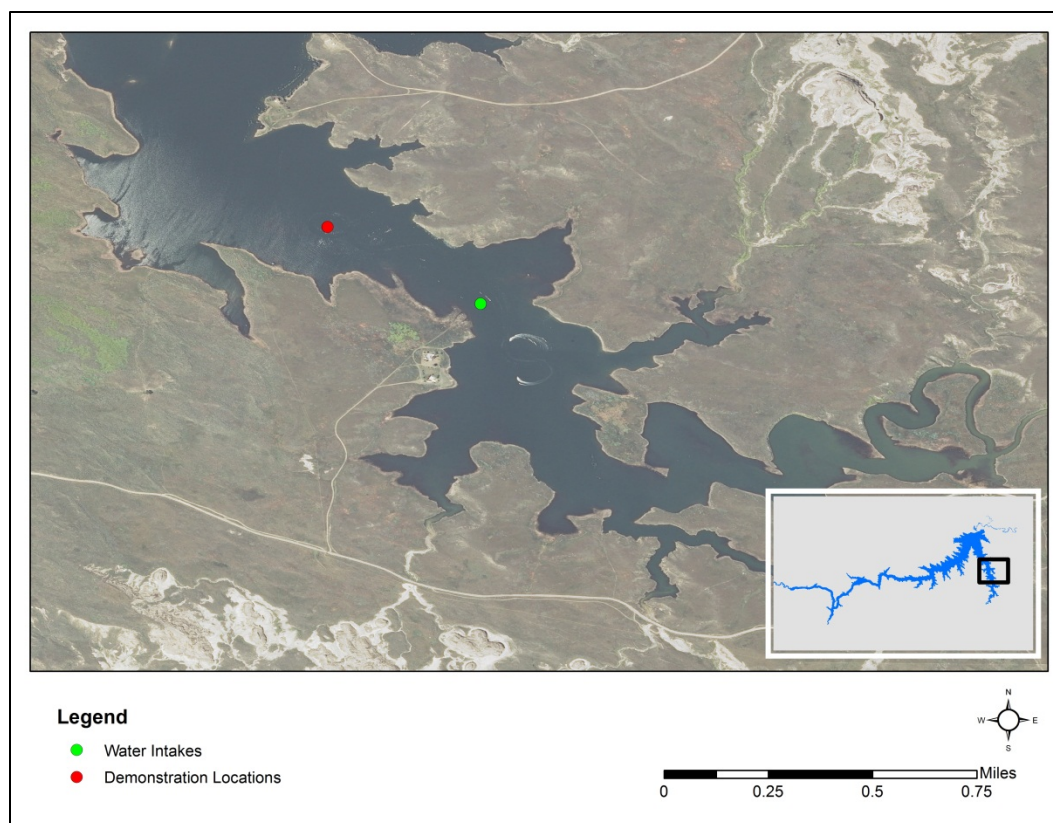 Legend
Water Intakes
Demonstration Locations
N
W E
S
Miles
0 0.25 0.5 0.75